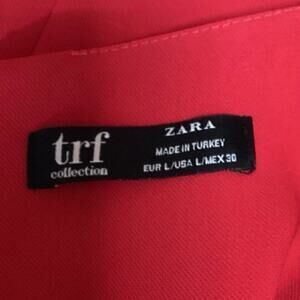 trf
collection
ZARA
MADE IN TURKEY
EUR L/USA L/MEX 30